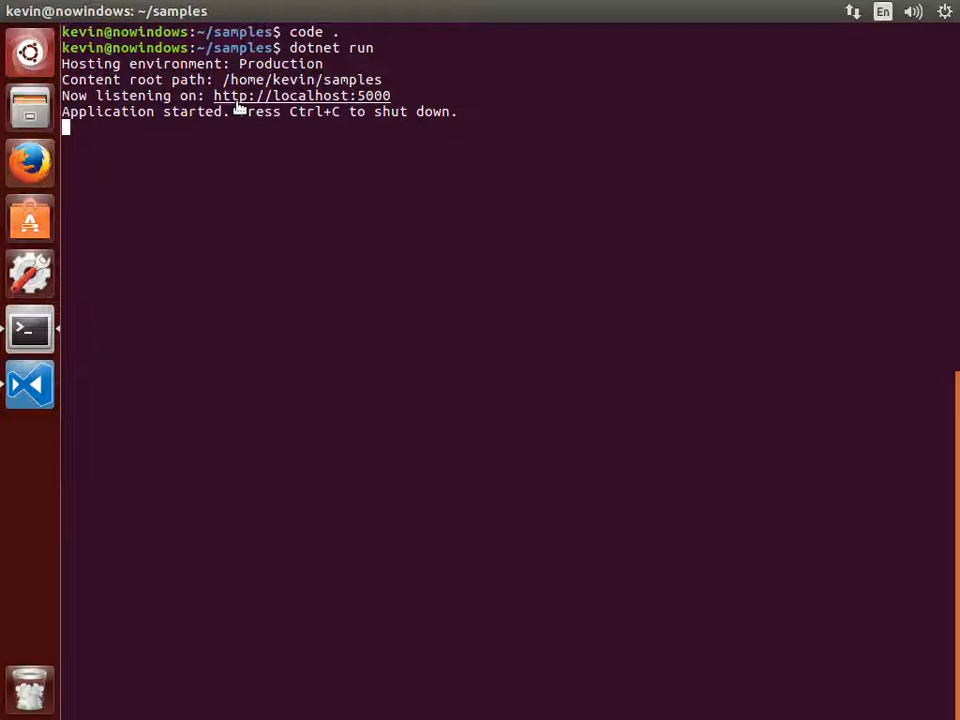 kevin@nowindows: ~/samples
En
kevin@nowindows:~/samples$ code .
kevin@nowindows:~/samples$ dotnet run
Hosting environment: Production
Content root path: /home/kevin/samples
Now listening on: http://localhost:5000
Application started. Press Ctrl+C to shut down.